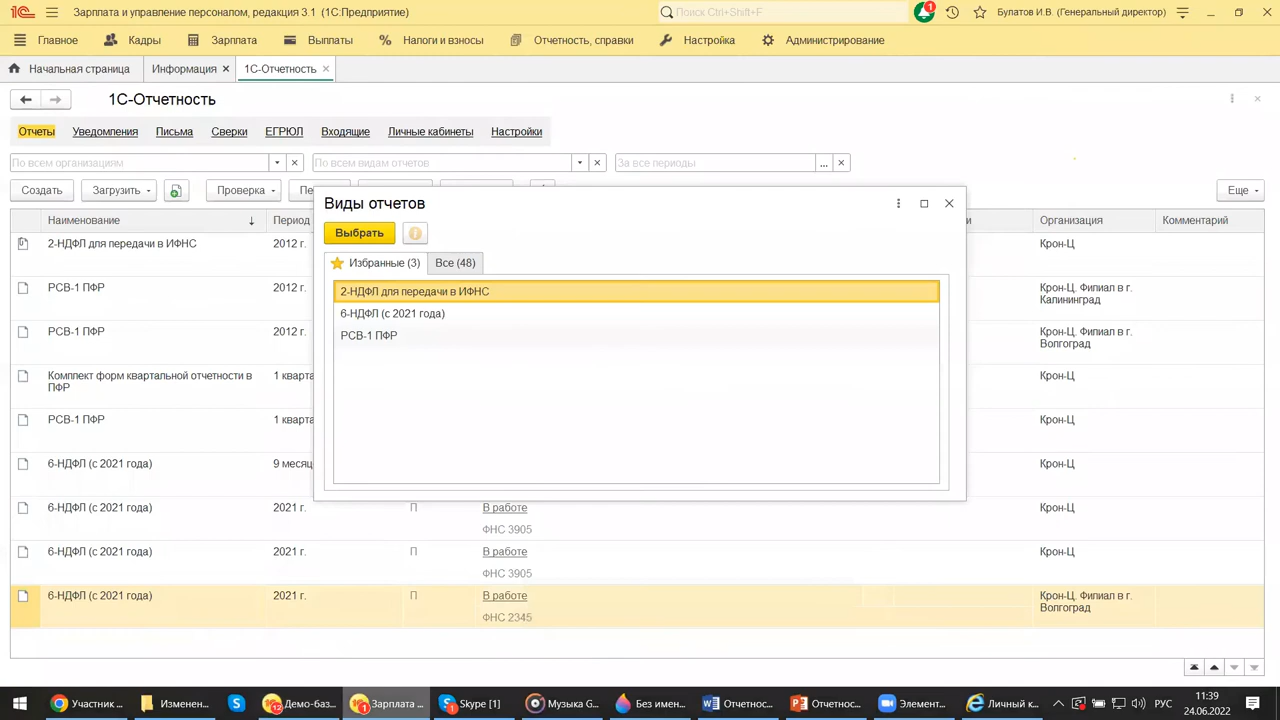 Зарплата и управление персоналом, редакция 3.1 (1С:Предприятие)
Поиск Ctrl+Shift+F
1
Булатов И.В. (Генеральный директор)
Главное
Кадры
Зарплата
Выплаты
Налоги и взносы
Отчетность, справки
Настройка
Администрирование
Начальная страница
Информация
1С-Отчетность
1С-Отчетность
Отчеты
Уведомления
Письма
Сверки
ЕГРЮЛ
Входящие
Личные кабинеты
Настройки
По всем организациям
По всем видам отчетов
За все периоды
...
Создать
Загрузить
Проверка
Еще
Наименование
Период
Организация
Комментарий
2-НДФЛ для передачи в ИФНС
2012 г.
Крон-Ц
РСВ-1 ПФР
2012 г.
Крон-Ц. Филиал в г.
Калининград
РСВ-1 ПФР
2012 г.
Крон-Ц. Филиал в г.
Волгоград
Комплект форм квартальной отчетности в
ПФР
1 кварта
Крон-Ц
РСВ-1 ПФР
1 кварта
Крон-Ц
6-НДФЛ (с 2021 года)
9 месяц
Крон-Ц
6-НДФЛ (с 2021 года)
2021 г.
П
В работе
ФНС 3905
Крон-Ц
6-НДФЛ (с 2021 года)
2021 г.
П
В работе
ФНС 3905
Крон-Ц
6-НДФЛ (с 2021 года)
2021 г.
П
В работе
ФНС 2345
Крон-Ц. Филиал в г.
Волгоград
Виды отчетов
Выбрать
Избранные (3)
Все (48)
2-НДФЛ для передачи в ИФНС
6-НДФЛ (с 2021 года)
РСВ-1 ПФР
Участник ...
Изменен...
Демо-баз...
12
Зарплата ...
1
Skype [1]
1
Музыка G...
Без имен...
Отчетнос...
Отчетнос...
Элемент...
Личный к...
РУС
11:39
24.06.2022